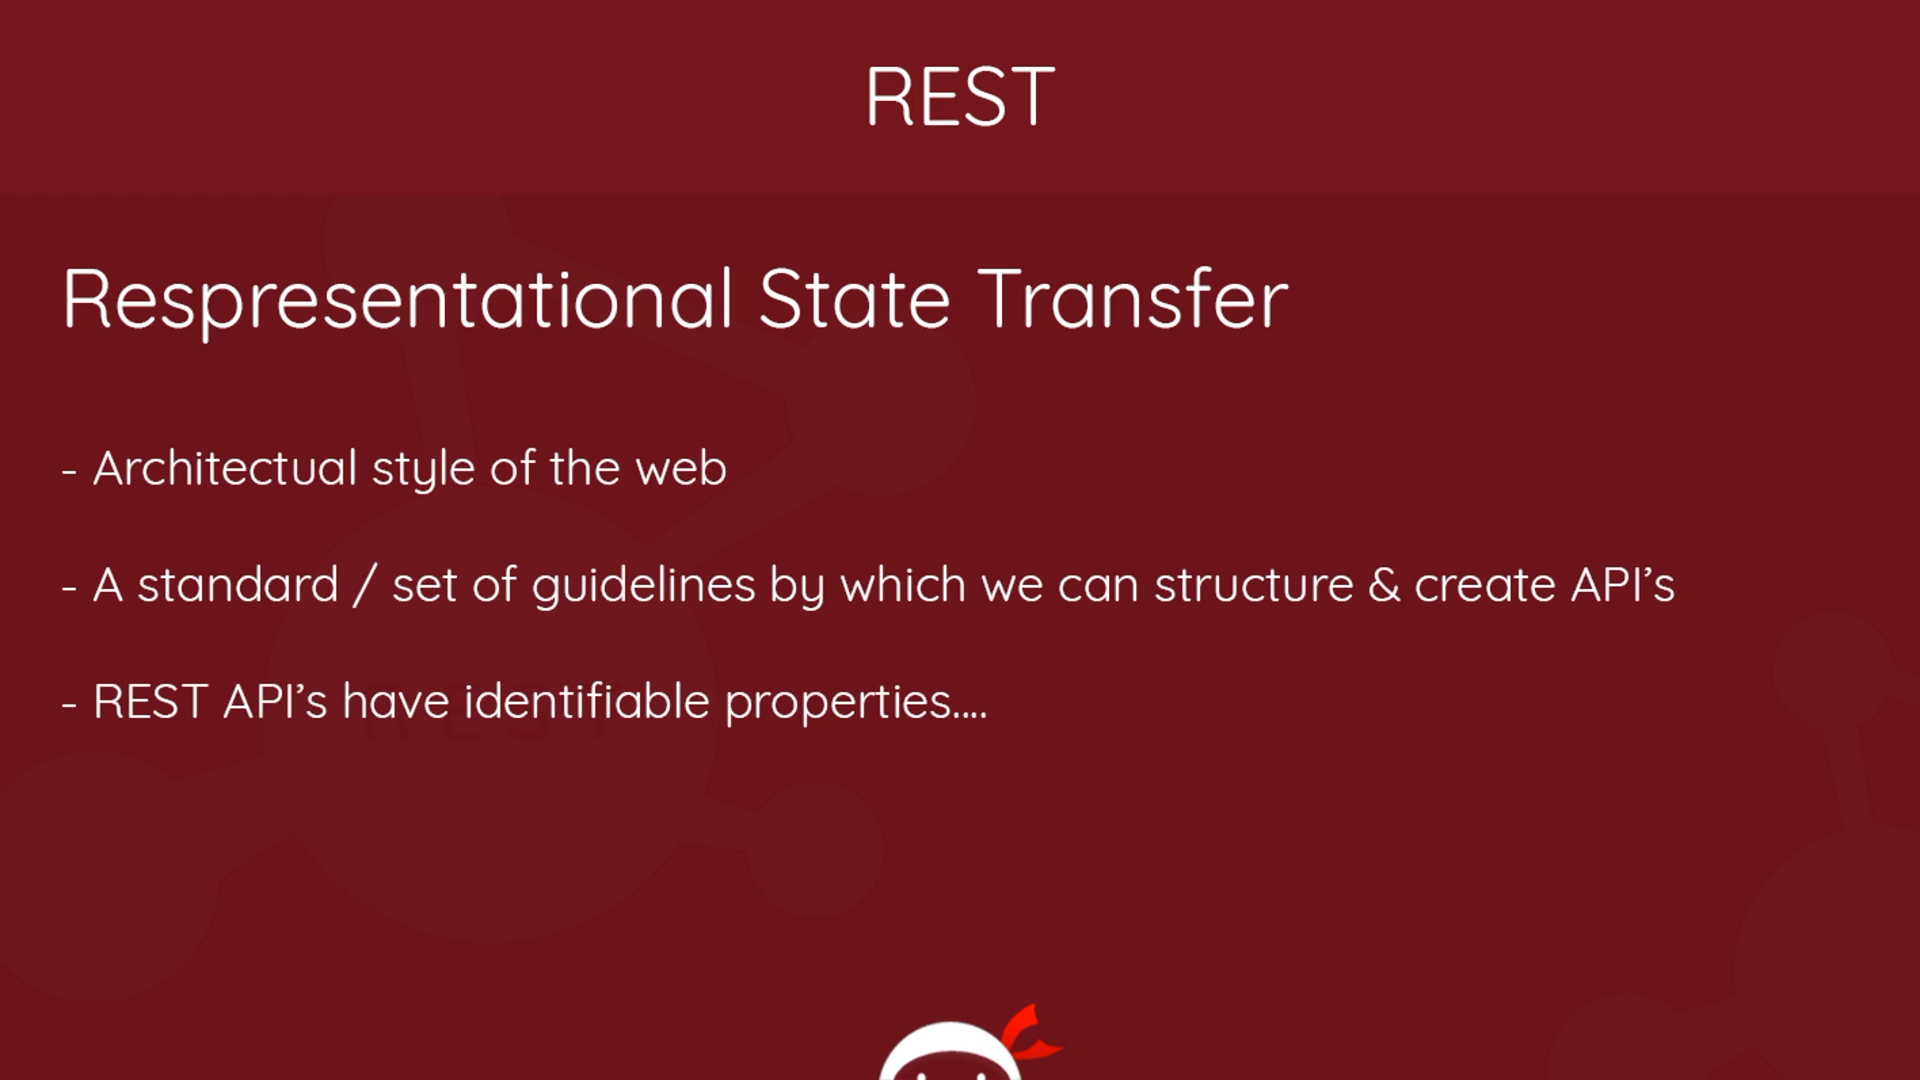 REST
Respresentational State Transfer
- Architectual style of the web
- A standard / set of guidelines by which we can structure & create API’s
- REST API’s have identifiable properties....
REST